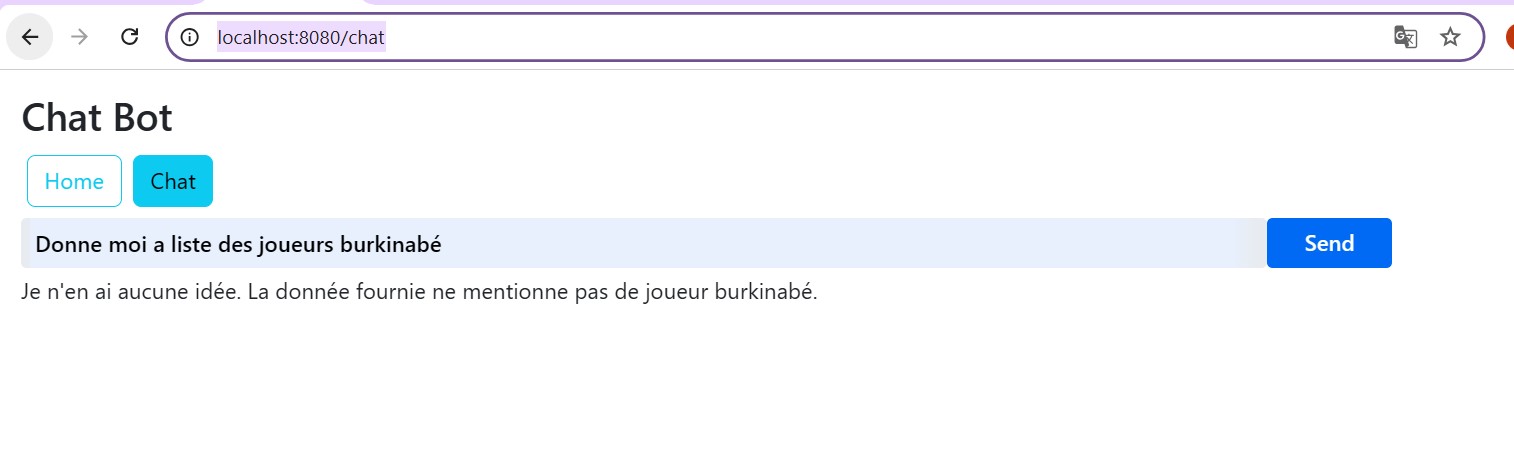 localhost:8080/chat
Chat Bot
Home Chat
Donne moi a liste des joueurs burkinabé Send
Je n'en ai aucune idée. La donnée fournie ne mentionne pas de joueur burkinabé.